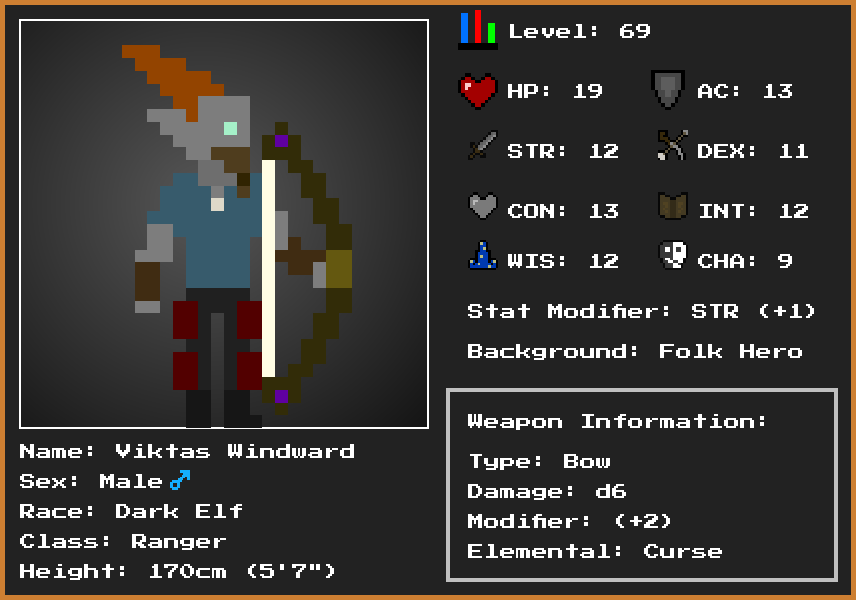 Level: 69
HP: 19 AC: 13
STR: 12 DEX: 11
CON: 13 INT: 12
WIS: 12 CHA: 9
Stat Modifier: STR (+1)
Background: Folk Hero
Weapon Information:
Type: Bow
Damage: d6
Modifier: (+2)
Elemental: Curse
Name: Viktas Windward
Sex: Male♂
Race: Dark Elf
Class: Ranger
Height: 170cm (5'7")